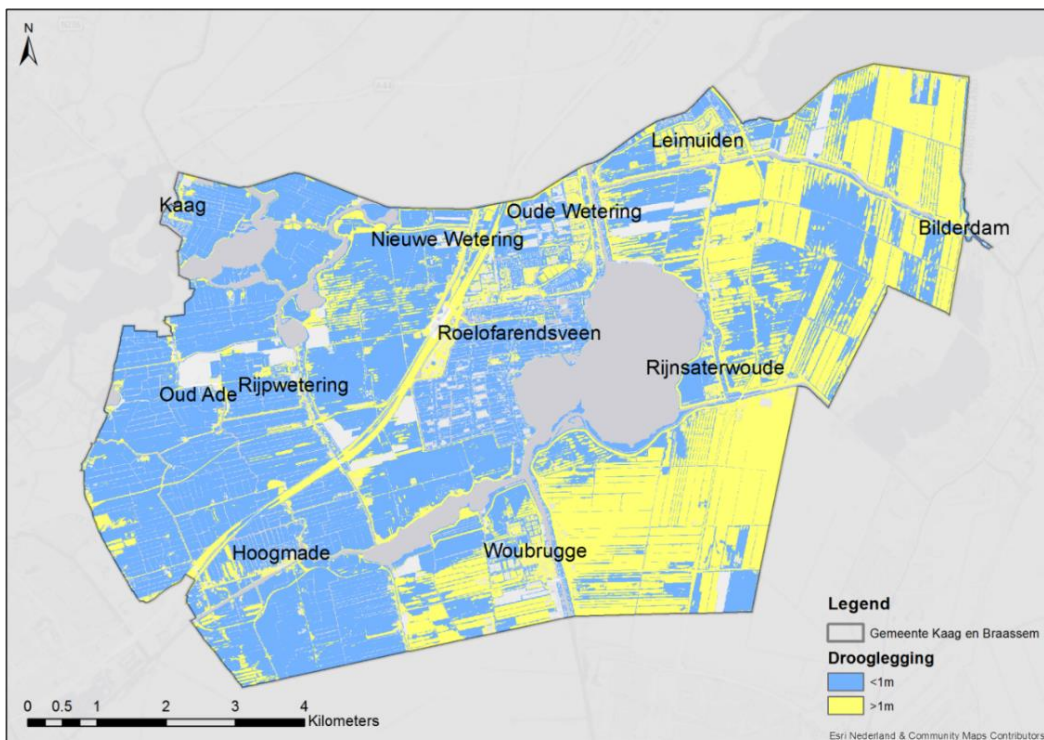 N
Leimuiden
Kaag
Oude Wetering
Nieuwe Wetering
Bilderdam
Roelofarendsveen
Rijnsaterwoude
Oud Ade
Rijpwetering
Hoogmade
Woubrugge
Legend
Gemeente Kaag en Braassem
Drooglegging
<1m
>1m
0 0.5 1 2 3 4
Kilometers
Esri Nederland & Community Maps Contributors